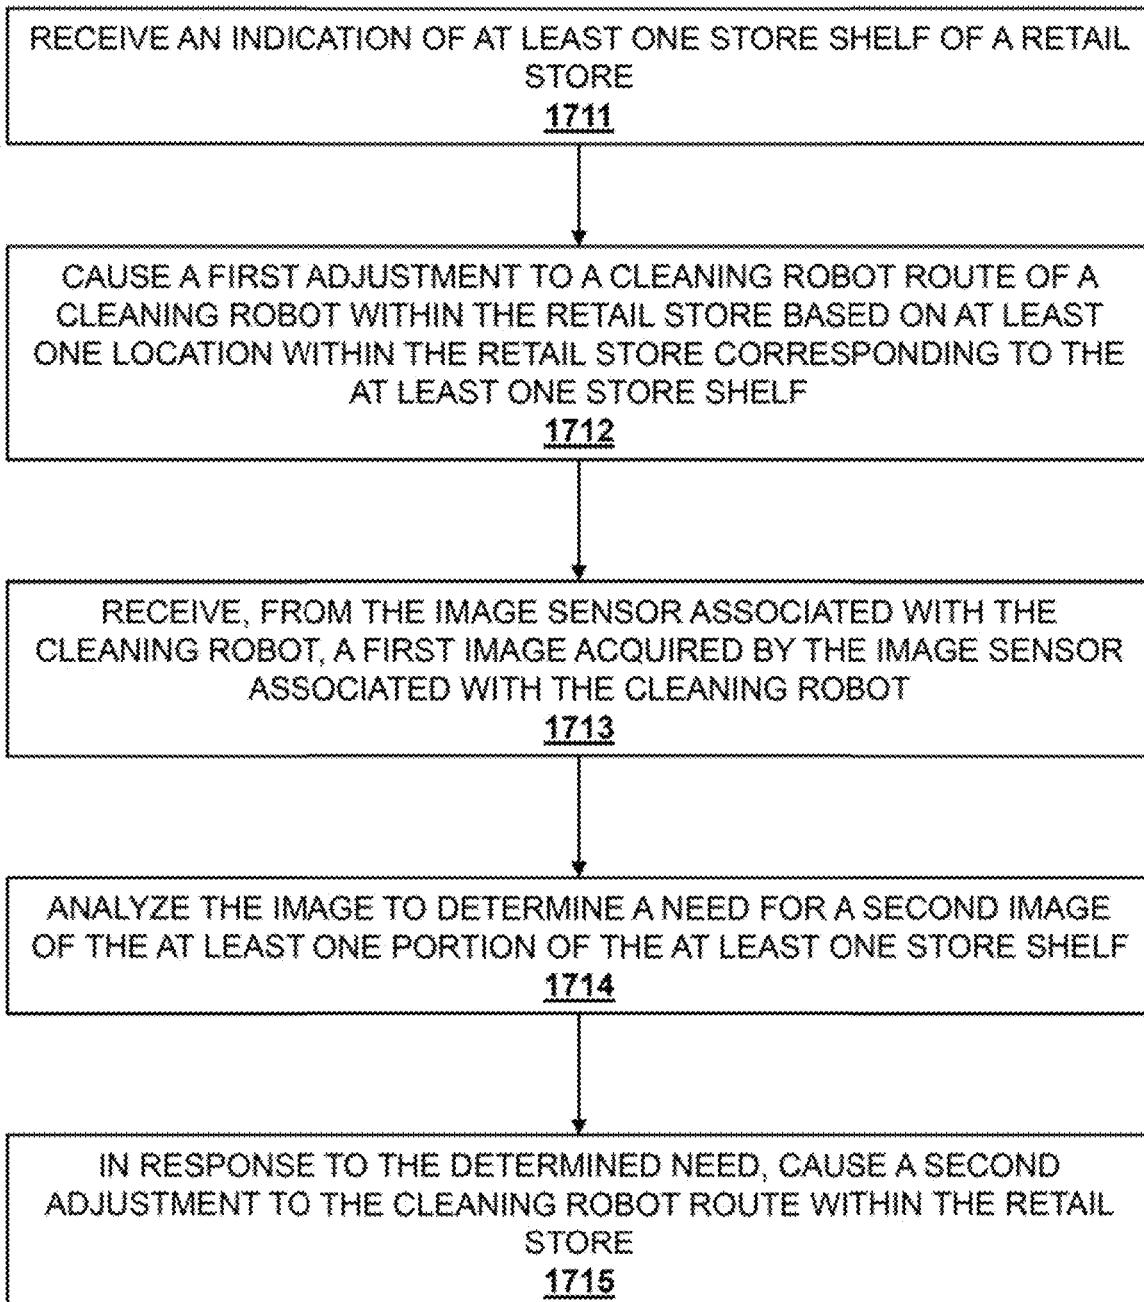 RECEIVE AN INDICATION OF AT LEAST ONE STORE SHELF OF A RETAIL
STORE
1711
CAUSE A FIRST ADJUSTMENT TO A CLEANING ROBOT ROUTE OF A
CLEANING ROBOT WITHIN THE RETAIL STORE BASED ON AT LEAST
ONE LOCATION WITHIN THE RETAIL STORE CORRESPONDING TO THE
AT LEAST ONE STORE SHELF
1712
RECEIVE, FROM THE IMAGE SENSOR ASSOCIATED WITH THE
CLEANING ROBOT, A FIRST IMAGE ACQUIRED BY THE IMAGE SENSOR
ASSOCIATED WITH THE CLEANING ROBOT
1713
ANALYZE THE IMAGE TO DETERMINE A NEED FOR A SECOND IMAGE
OF THE AT LEAST ONE PORTION OF THE AT LEAST ONE STORE SHELF
1714
IN RESPONSE TO THE DETERMINED NEED, CAUSE A SECOND
ADJUSTMENT TO THE CLEANING ROBOT ROUTE WITHIN THE RETAIL
STORE
1715